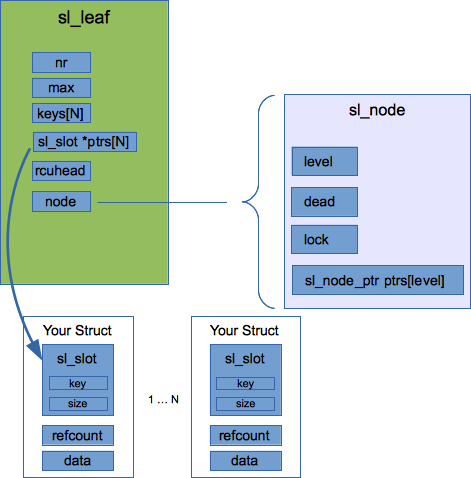 sl_leaf
nr
max
keys[N]
sl_slot *ptrs[N]
rcuhead
node
sl_node
level
dead
lock
sl_node_ptr ptrs[level]
Your Struct
sl_slot
key
size
refcount
data
1 ... N
Your Struct
sl_slot
key
size
refcount
data